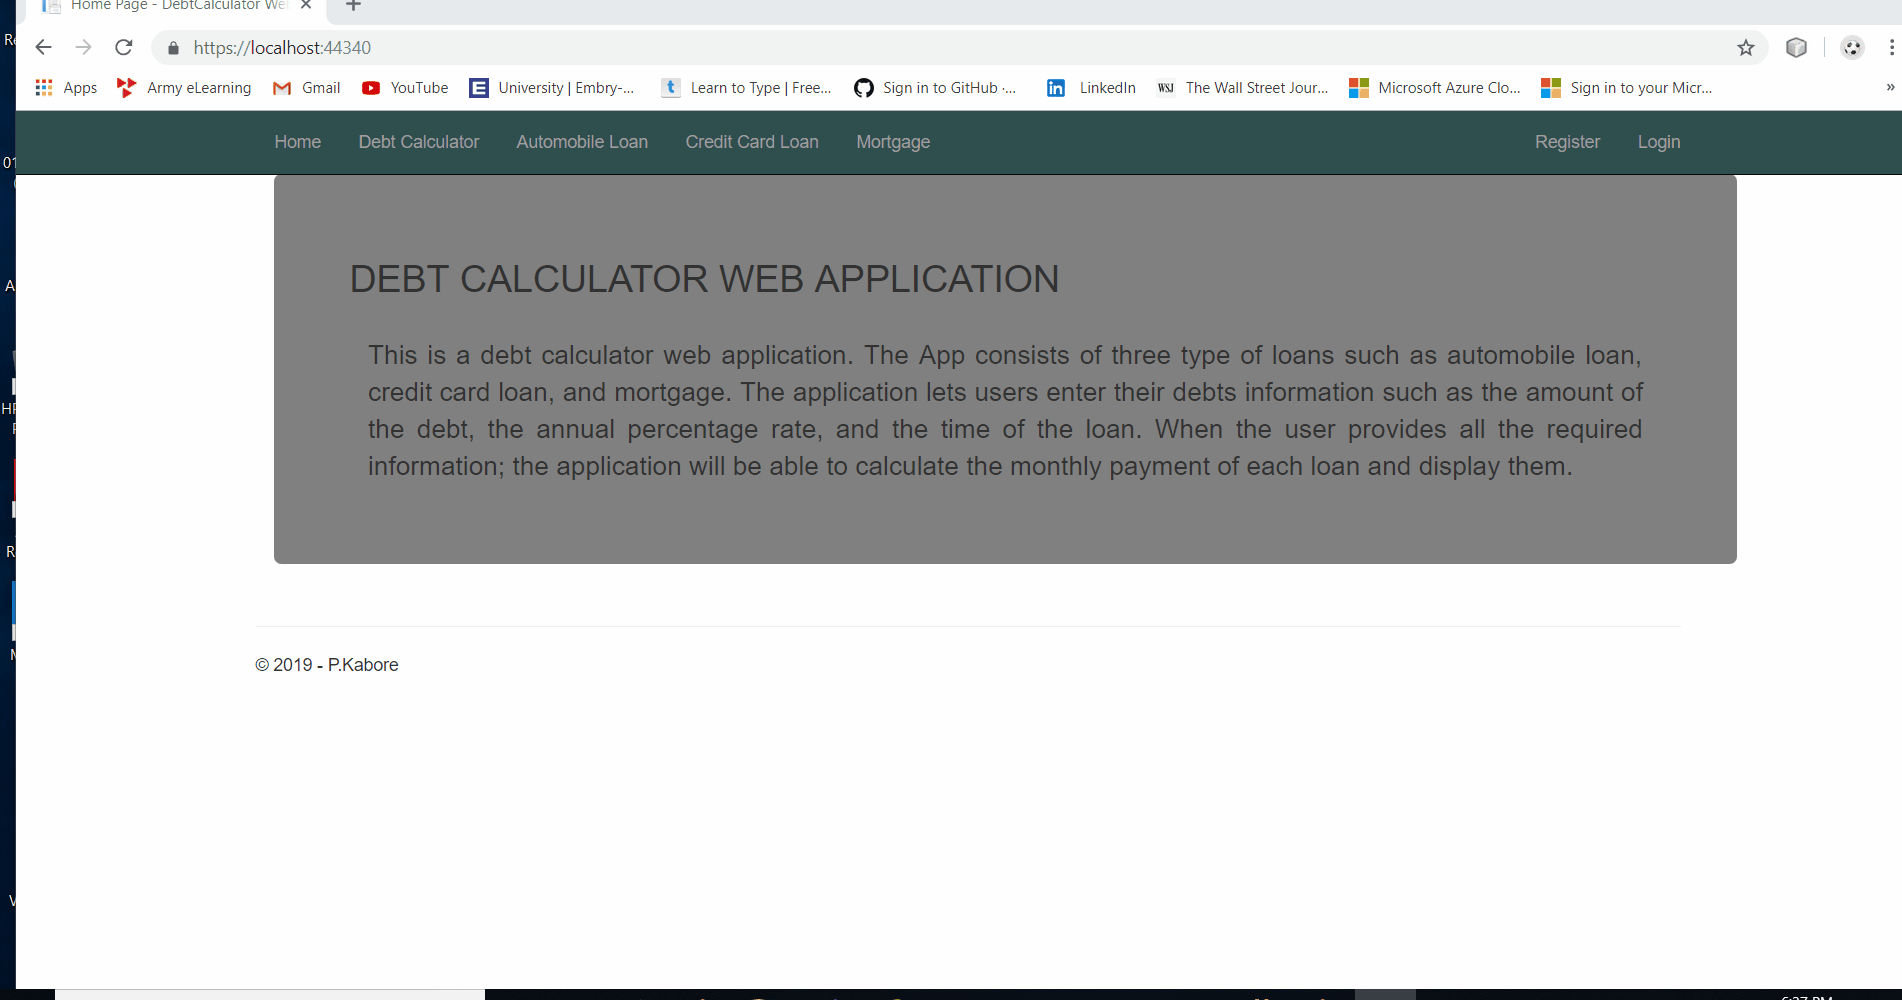 Home Page - DebtCalculator We
https://localhost:44340
Apps Army eLearning Gmail YouTube University | Embry-... Learn to Type | Free... Sign in to GitHub ·... LinkedIn WSJ The Wall Street Jour... Microsoft Azure Clo... Sign in to your Micr... »
Home Debt Calculator Automobile Loan Credit Card Loan Mortgage Register Login
DEBT CALCULATOR WEB APPLICATION
This is a debt calculator web application. The App consists of three type of loans such as automobile loan,
credit card loan, and mortgage. The application lets users enter their debts information such as the amount of
the debt, the annual percentage rate, and the time of the loan. When the user provides all the required
information; the application will be able to calculate the monthly payment of each loan and display them.
© 2019 - P.Kabore
6:27 PM